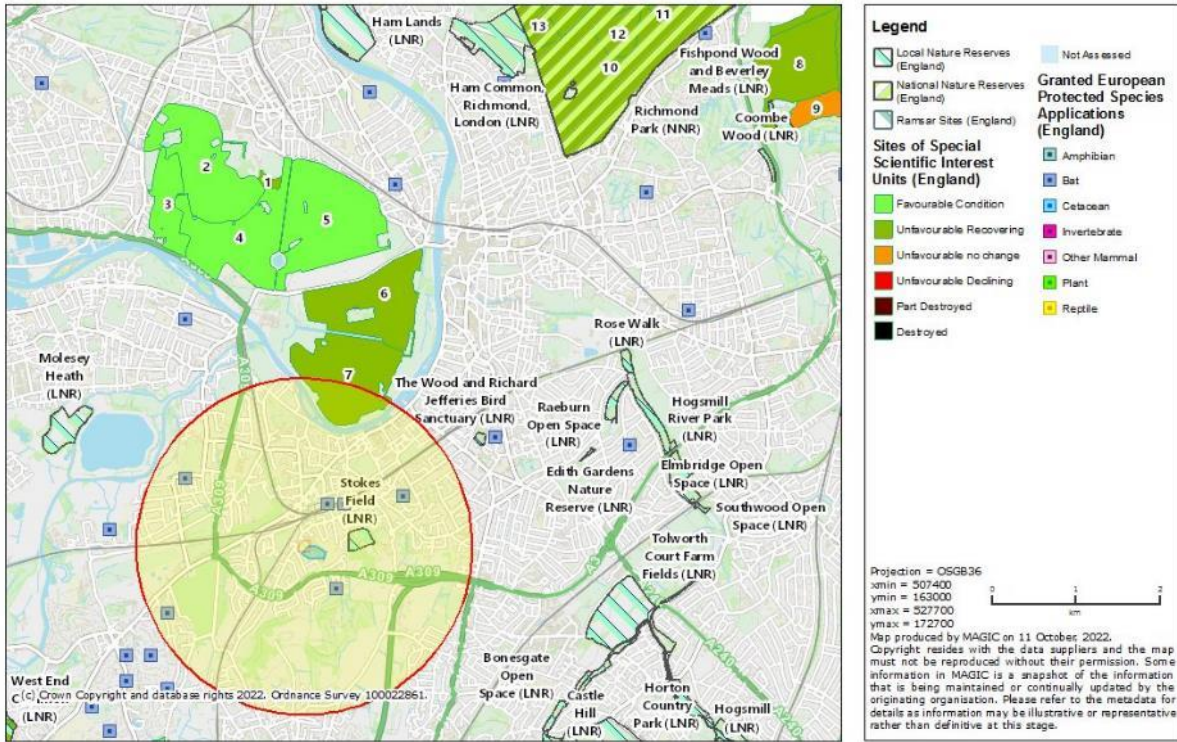 Ham Lands
(LNR)
13
11
12
10
Fishpond Wood
and Beverley
Meads (LNR)
8
9
Ham Common,
Richmond,
London (LNR)
Richmond
Park (NNR)
Coombe
Wood (LNR)
2
1
3
5
4
A3
A309
6
Rose Walk
(LNR)
Molesey
Heath
(LNR)
A309
7
The Wood and Richard
Jefferies Bird
Sanctuary (LNR)
Raeburn
Open Space
(LNR)
Hogsmill
River Park
(LNR)
Edith Gardens
Nature
Reserve (LNR)
Elmbridge Open
Space (LNR)
Stokes
Field
(LNR)
A309
Southwood Open
Space (LNR)
Tolworth
Court Farm
Fields (LNR)
A3
A309
A309
A240
Bonesgate
Open
Space (LNR)
West End
(LNR)
(c) Crown Copyright and database rights 2022. Ordnance Survey 100022861.
Castle
Hill
(LNR)
Horton
Country
Park (LNR)
Hogsmill
(LNR)
A240
Legend
Local Nature Reserves
(England)
National Nature Reserves
(England)
Ramsar Sites (England)
Sites of Special
Scientific Interest
Units (England)
Favourable Condition
Unfavourable Recovering
Unfavourable no change
Unfavourable Declining
Part Destroyed
Destroyed
Not Assessed
Granted European
Protected Species
Applications
(England)
Amphibian
Bat
Cetacean
Invertebrate
Other Mammal
Plant
Reptile
Projection = OSGB36
xmin = 507400
ymin = 163000
xmax = 527700
ymax = 172700
0 1 2
km
Map produced by MAGIC on 11 October, 2022.
Copyright resides with the data suppliers and the map
must not be reproduced without their permission. Some
information in MAGIC is a snapshot of the information
that is being maintained or continually updated by the
originating organisation. Please refer to the metadata for
details as information may be illustrative or representative
rather than definitive at this stage.